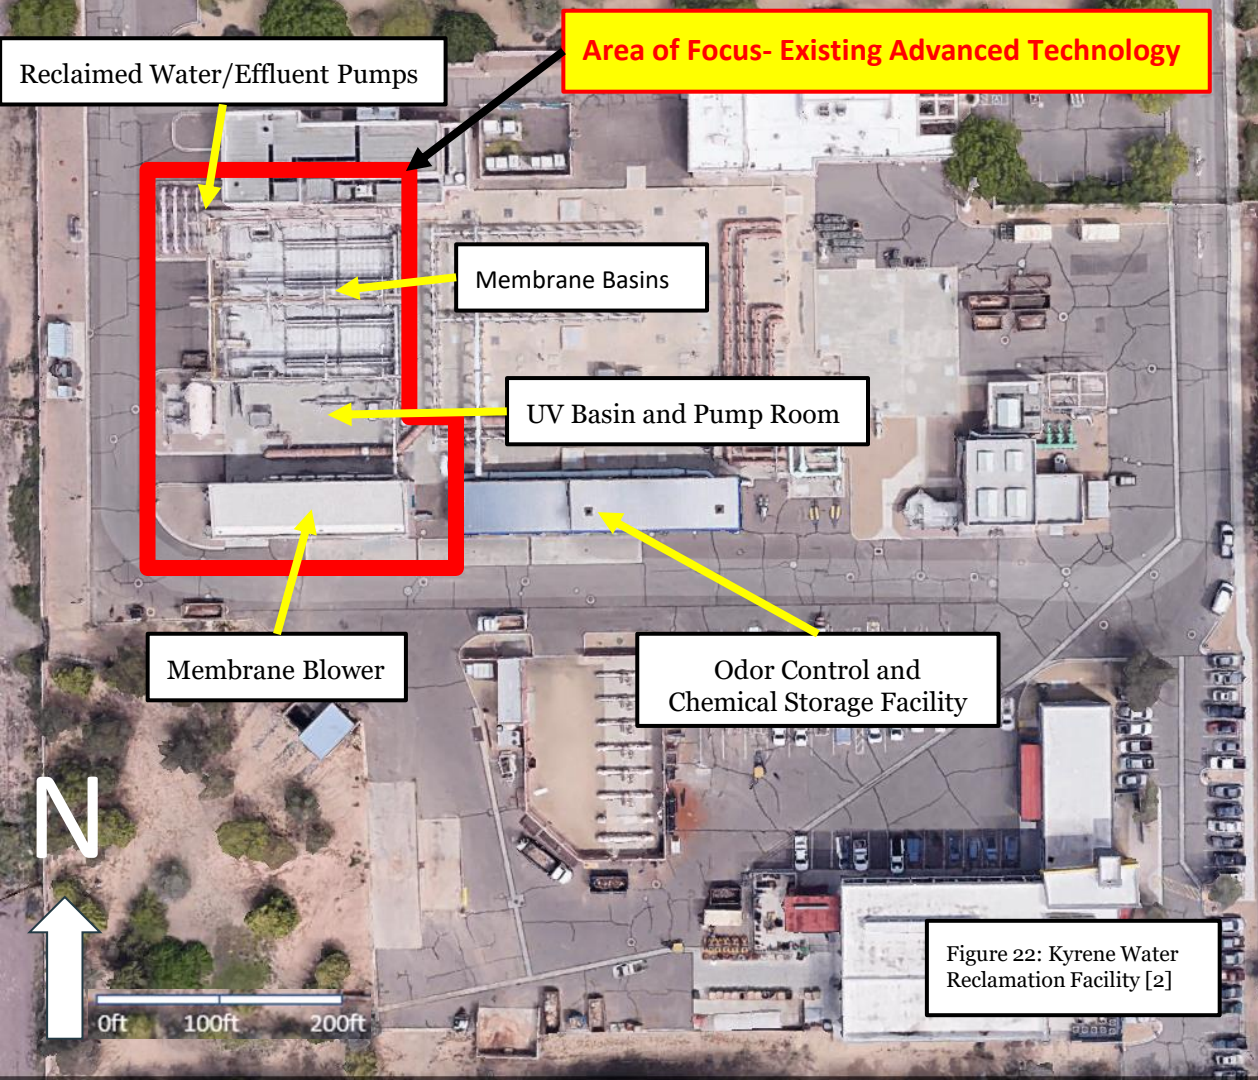 Area of Focus- Existing Advanced Technology
Reclaimed Water/Effluent Pumps
Membrane Basins
UV Basin and Pump Room
Membrane Blower
Odor Control and
Chemical Storage Facility
N
0ft 100ft 200ft
Figure 22: Kyrene Water
Reclamation Facility [2]